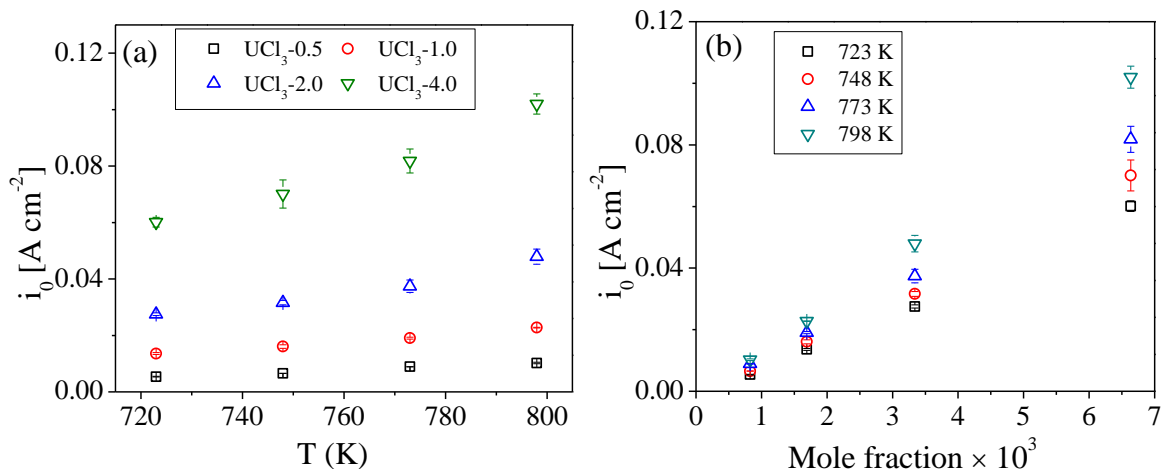 (a)
UCl₃-0.5 UCl₃-1.0
UCl₃-2.0 UCl₃-4.0
0.12
0.08
0.04
0.00
i₀ [A cm⁻²]
720 740 760 780 800
T (K)
(b)
723 K
748 K
773 K
798 K
0.12
0.08
0.04
0.00
i₀ [A cm⁻²]
0 1 2 3 4 5 6 7
Mole fraction × 10³